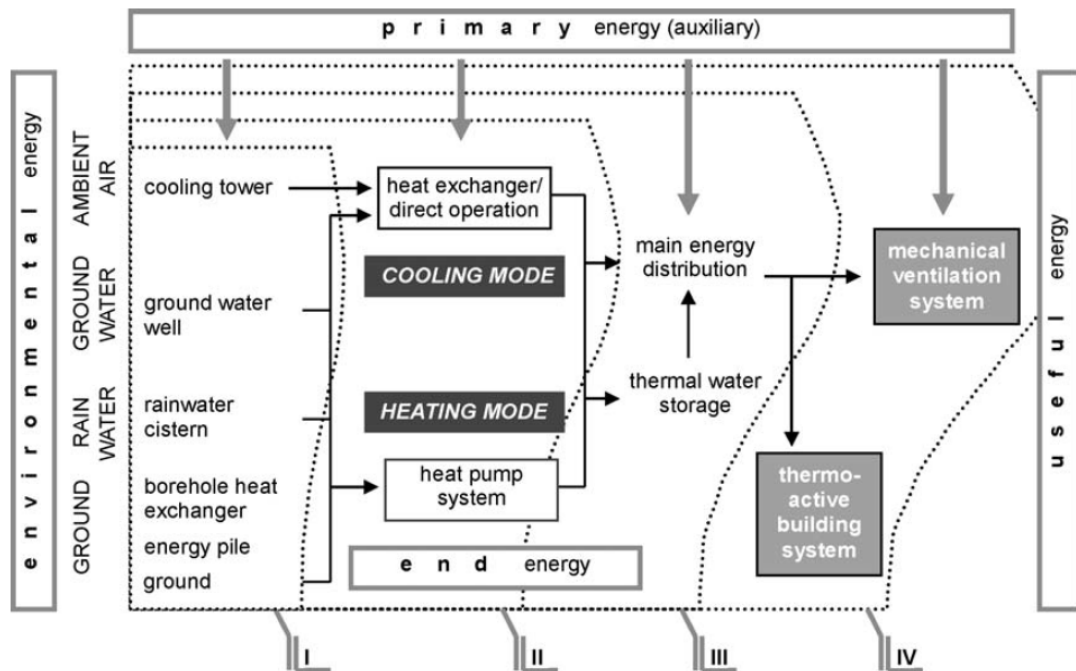 primary energy (auxiliary)
environmental energy
AMBIENT
AIR
GROUND
WATER
RAIN
WATER
GROUND
cooling tower
ground water
well
rainwater
cistern
borehole heat
exchanger
energy pile
ground
heat exchanger/
direct operation
COOLING MODE
HEATING MODE
heat pump
system
end energy
main energy
distribution
thermal water
storage
mechanical
ventilation
system
thermo-
active
building
system
useful energy
I
II
III
IV